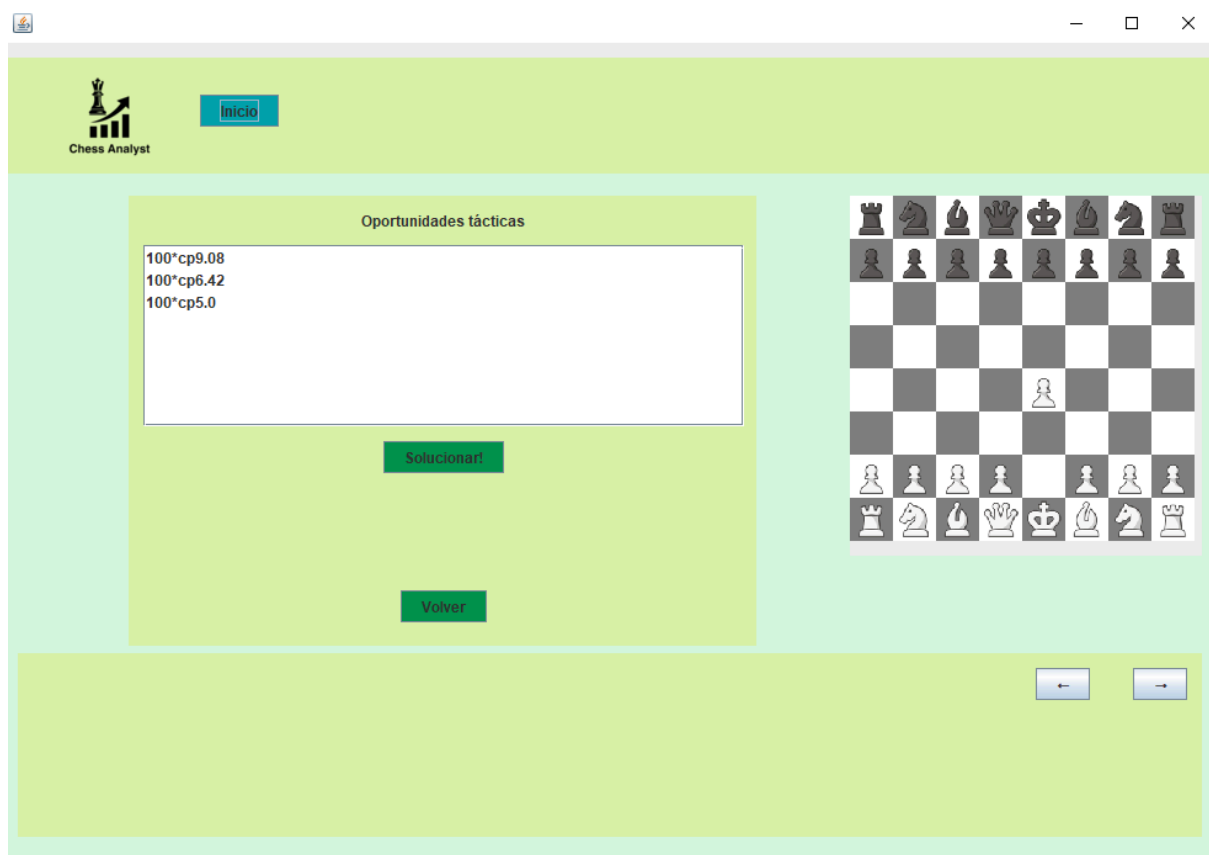 Inicio
Chess Analyst
Oportunidades tácticas
100*cp9.08
100*cp6.42
100*cp5.0
Solucionar!
Volver
← →